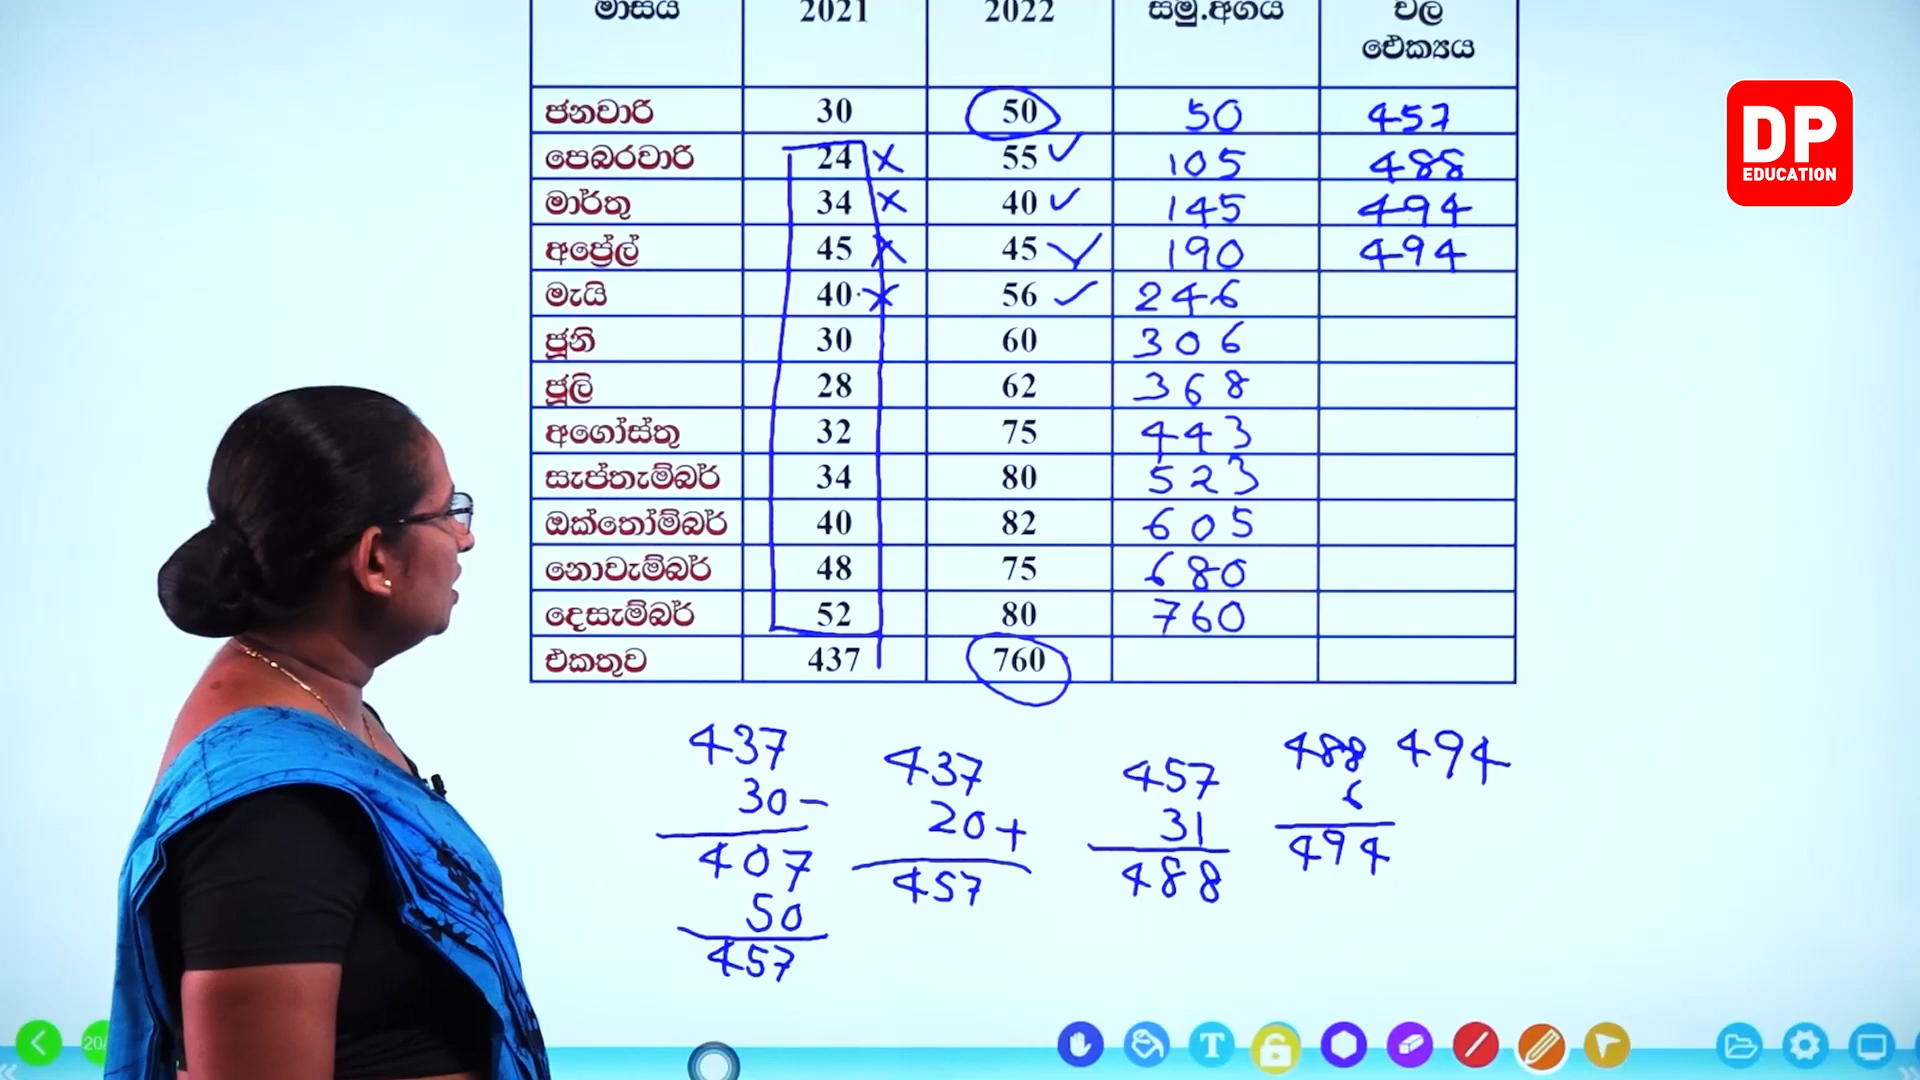 මාසය 2021 2022 සමු.අගය චල
ඓක්‍යය
ජනවාරි 30 50 50 457
පෙබරවාරි 24 x 55 ✓ 105 488
මාර්තු 34 x 40 ✓ 145 494
අප්‍රේල් 45 x 45 ✓ 190 494
මැයි 40 x 56 ✓ 246
ජූනි 30 60 306
ජූලි 28 62 368
අගෝස්තු 32 75 443
සැප්තැම්බර් 34 80 523
ඔක්තෝම්බර් 40 82 605
නොවැම්බර් 48 75 680
දෙසැම්බර් 52 80 760
එකතුව 437 760
437
30 -
407
50
457
437
20 +
457
457
31
488
488 494
6
494
DP
EDUCATION
20
T